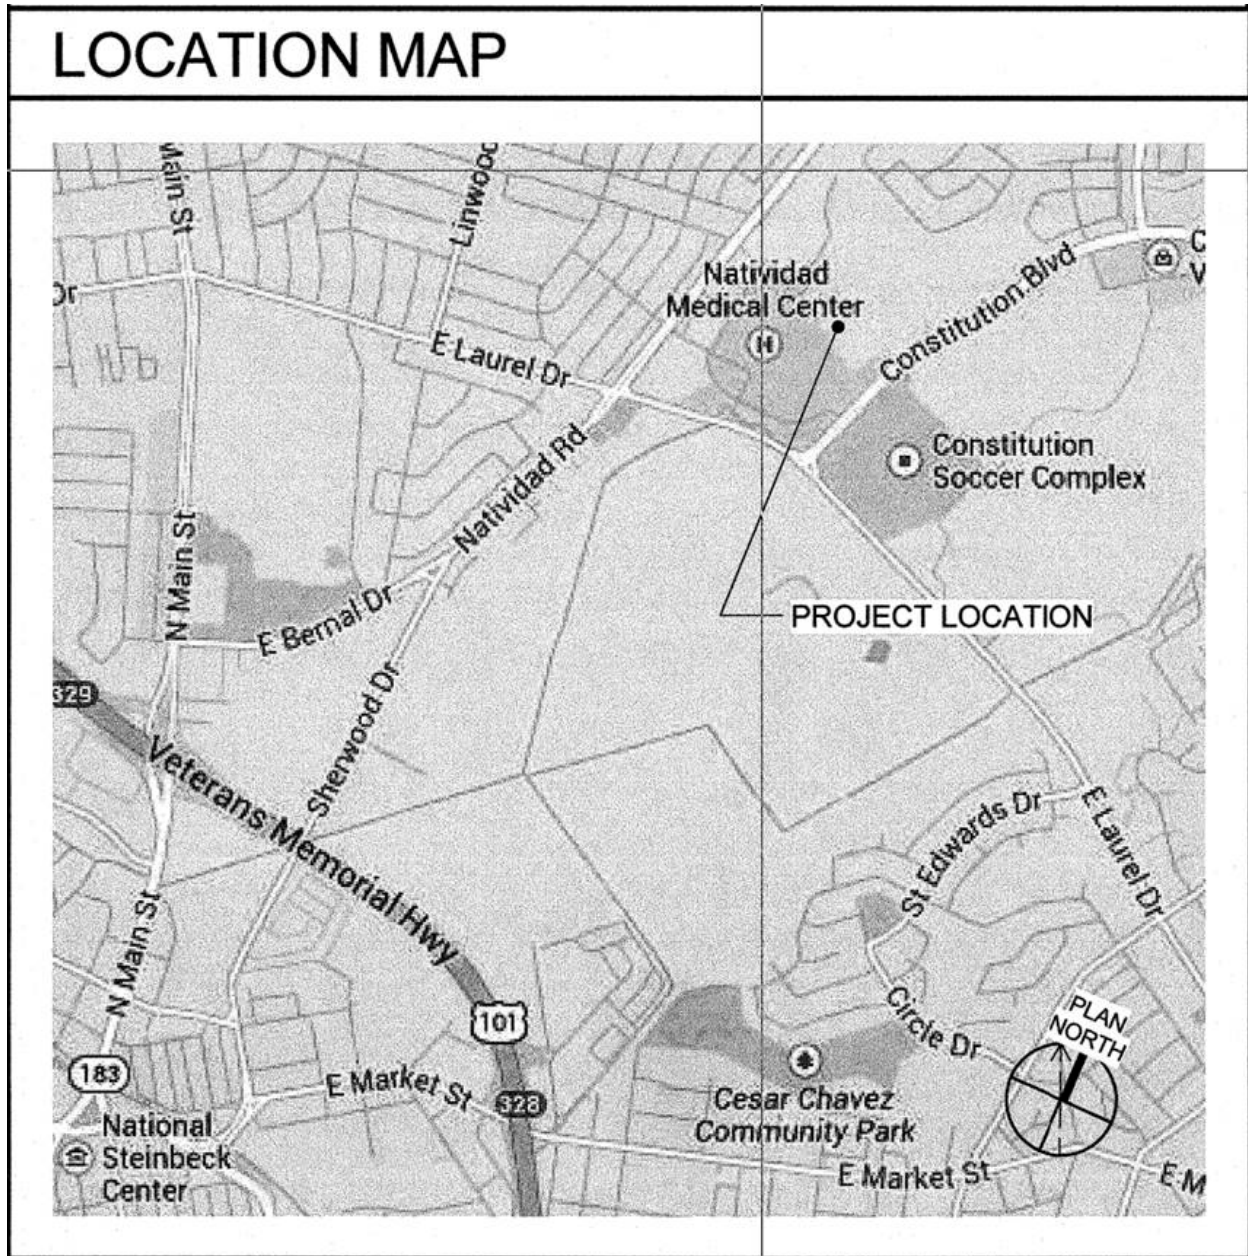 LOCATION MAP
Main St
Linwood
Dr
Natividad
Medical Center
H
Constitution Blvd
C
V
E Laurel Dr
Natividad Rd
Constitution
Soccer Complex
N Main St
E Bernal Dr
PROJECT LOCATION
329
Sherwood Dr
Veterans Memorial Hwy
St Edwards Dr
E Laurel Dr
N Main St
101
Circle Dr
PLAN
NORTH
183
E Market St
328
Cesar Chavez
Community Park
National
Steinbeck
Center
E Market St
E M